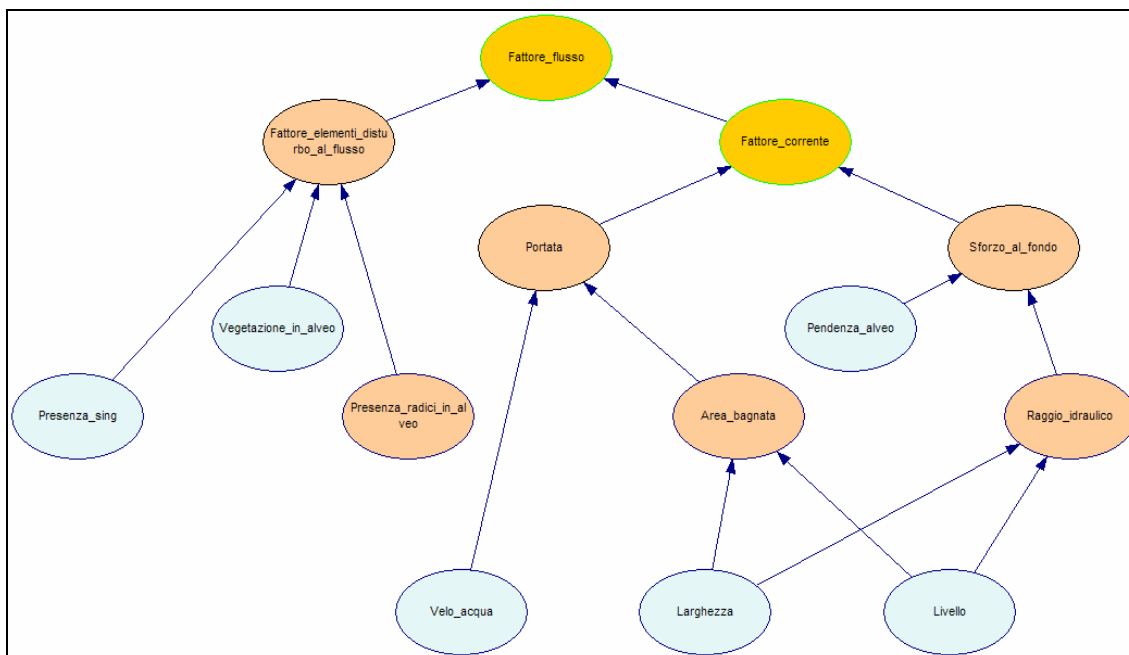 Fattore_flusso
Fattore_elementi_distu
rbo_al_flusso
Fattore_corrente
Portata
Sforzo_al_fondo
Vegetazione_in_alveo
Pendenza_alveo
Presenza_sing
Presenza_radici_in_al
veo
Area_bagnata
Raggio_idraulico
Velo_acqua
Larghezza
Livello